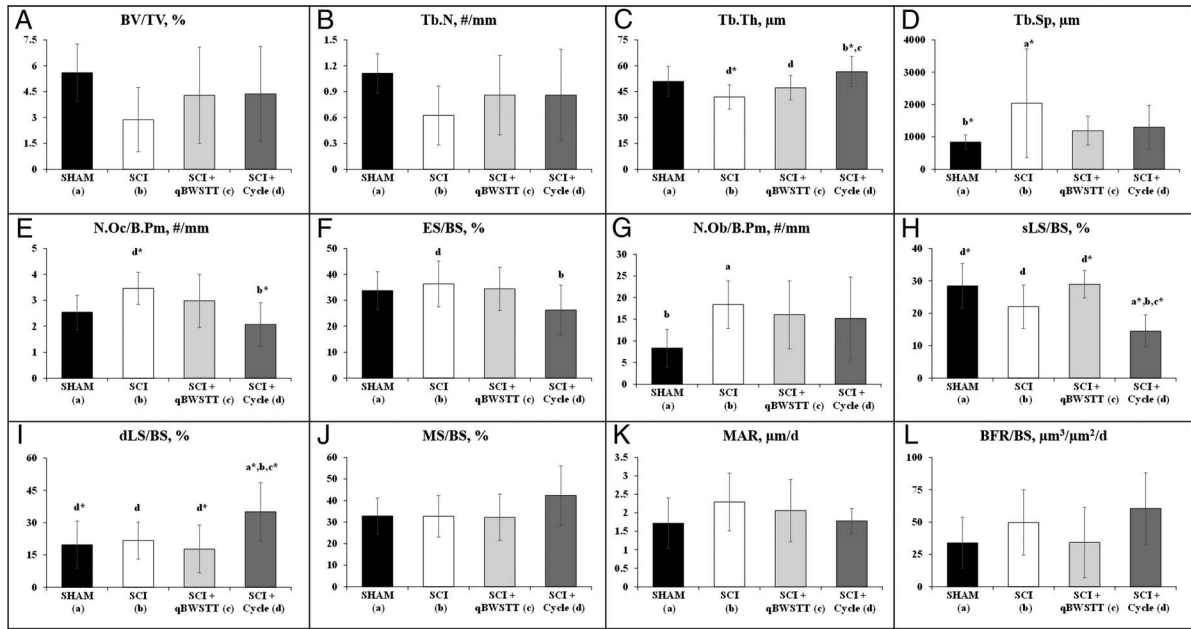 A
BV/TV, %
7.5
6
4.5
3
1.5
0
SHAM SCI SCI + SCI +
(a) (b) qBWSTT (c) Cycle (d)
B
Tb.N, #/mm
1.5
1.2
0.9
0.6
0.3
0
SHAM SCI SCI + SCI +
(a) (b) qBWSTT (c) Cycle (d)
C
Tb.Th, µm
75
60
45
30
15
0
d* d b*,c
SHAM SCI SCI + SCI +
(a) (b) qBWSTT (c) Cycle (d)
D
Tb.Sp, µm
4000
3000
2000
1000
0
b* a*
SHAM SCI SCI + SCI +
(a) (b) qBWSTT (c) Cycle (d)
E
N.Oc/B.Pm, #/mm
5
4
3
2
1
0
d* b*
SHAM SCI SCI + SCI +
(a) (b) qBWSTT (c) Cycle (d)
F
ES/BS, %
50
40
30
20
10
0
d b
SHAM SCI SCI + SCI +
(a) (b) qBWSTT (c) Cycle (d)
G
N.Ob/B.Pm, #/mm
30
25
20
15
10
5
0
b a
SHAM SCI SCI + SCI +
(a) (b) qBWSTT (c) Cycle (d)
H
sLS/BS, %
40
30
20
10
0
d* d d* a*,b,c*
SHAM SCI SCI + SCI +
(a) (b) qBWSTT (c) Cycle (d)
I
dLS/BS, %
60
45
30
15
0
d* d d* a*,b,c*
SHAM SCI SCI + SCI +
(a) (b) qBWSTT (c) Cycle (d)
J
MS/BS, %
60
50
40
30
20
10
0
SHAM SCI SCI + SCI +
(a) (b) qBWSTT (c) Cycle (d)
K
MAR, µm/d
3.5
3
2.5
2
1.5
1
0.5
0
SHAM SCI SCI + SCI +
(a) (b) qBWSTT (c) Cycle (d)
L
BFR/BS, µm³/µm²/d
100
75
50
25
0
SHAM SCI SCI + SCI +
(a) (b) qBWSTT (c) Cycle (d)